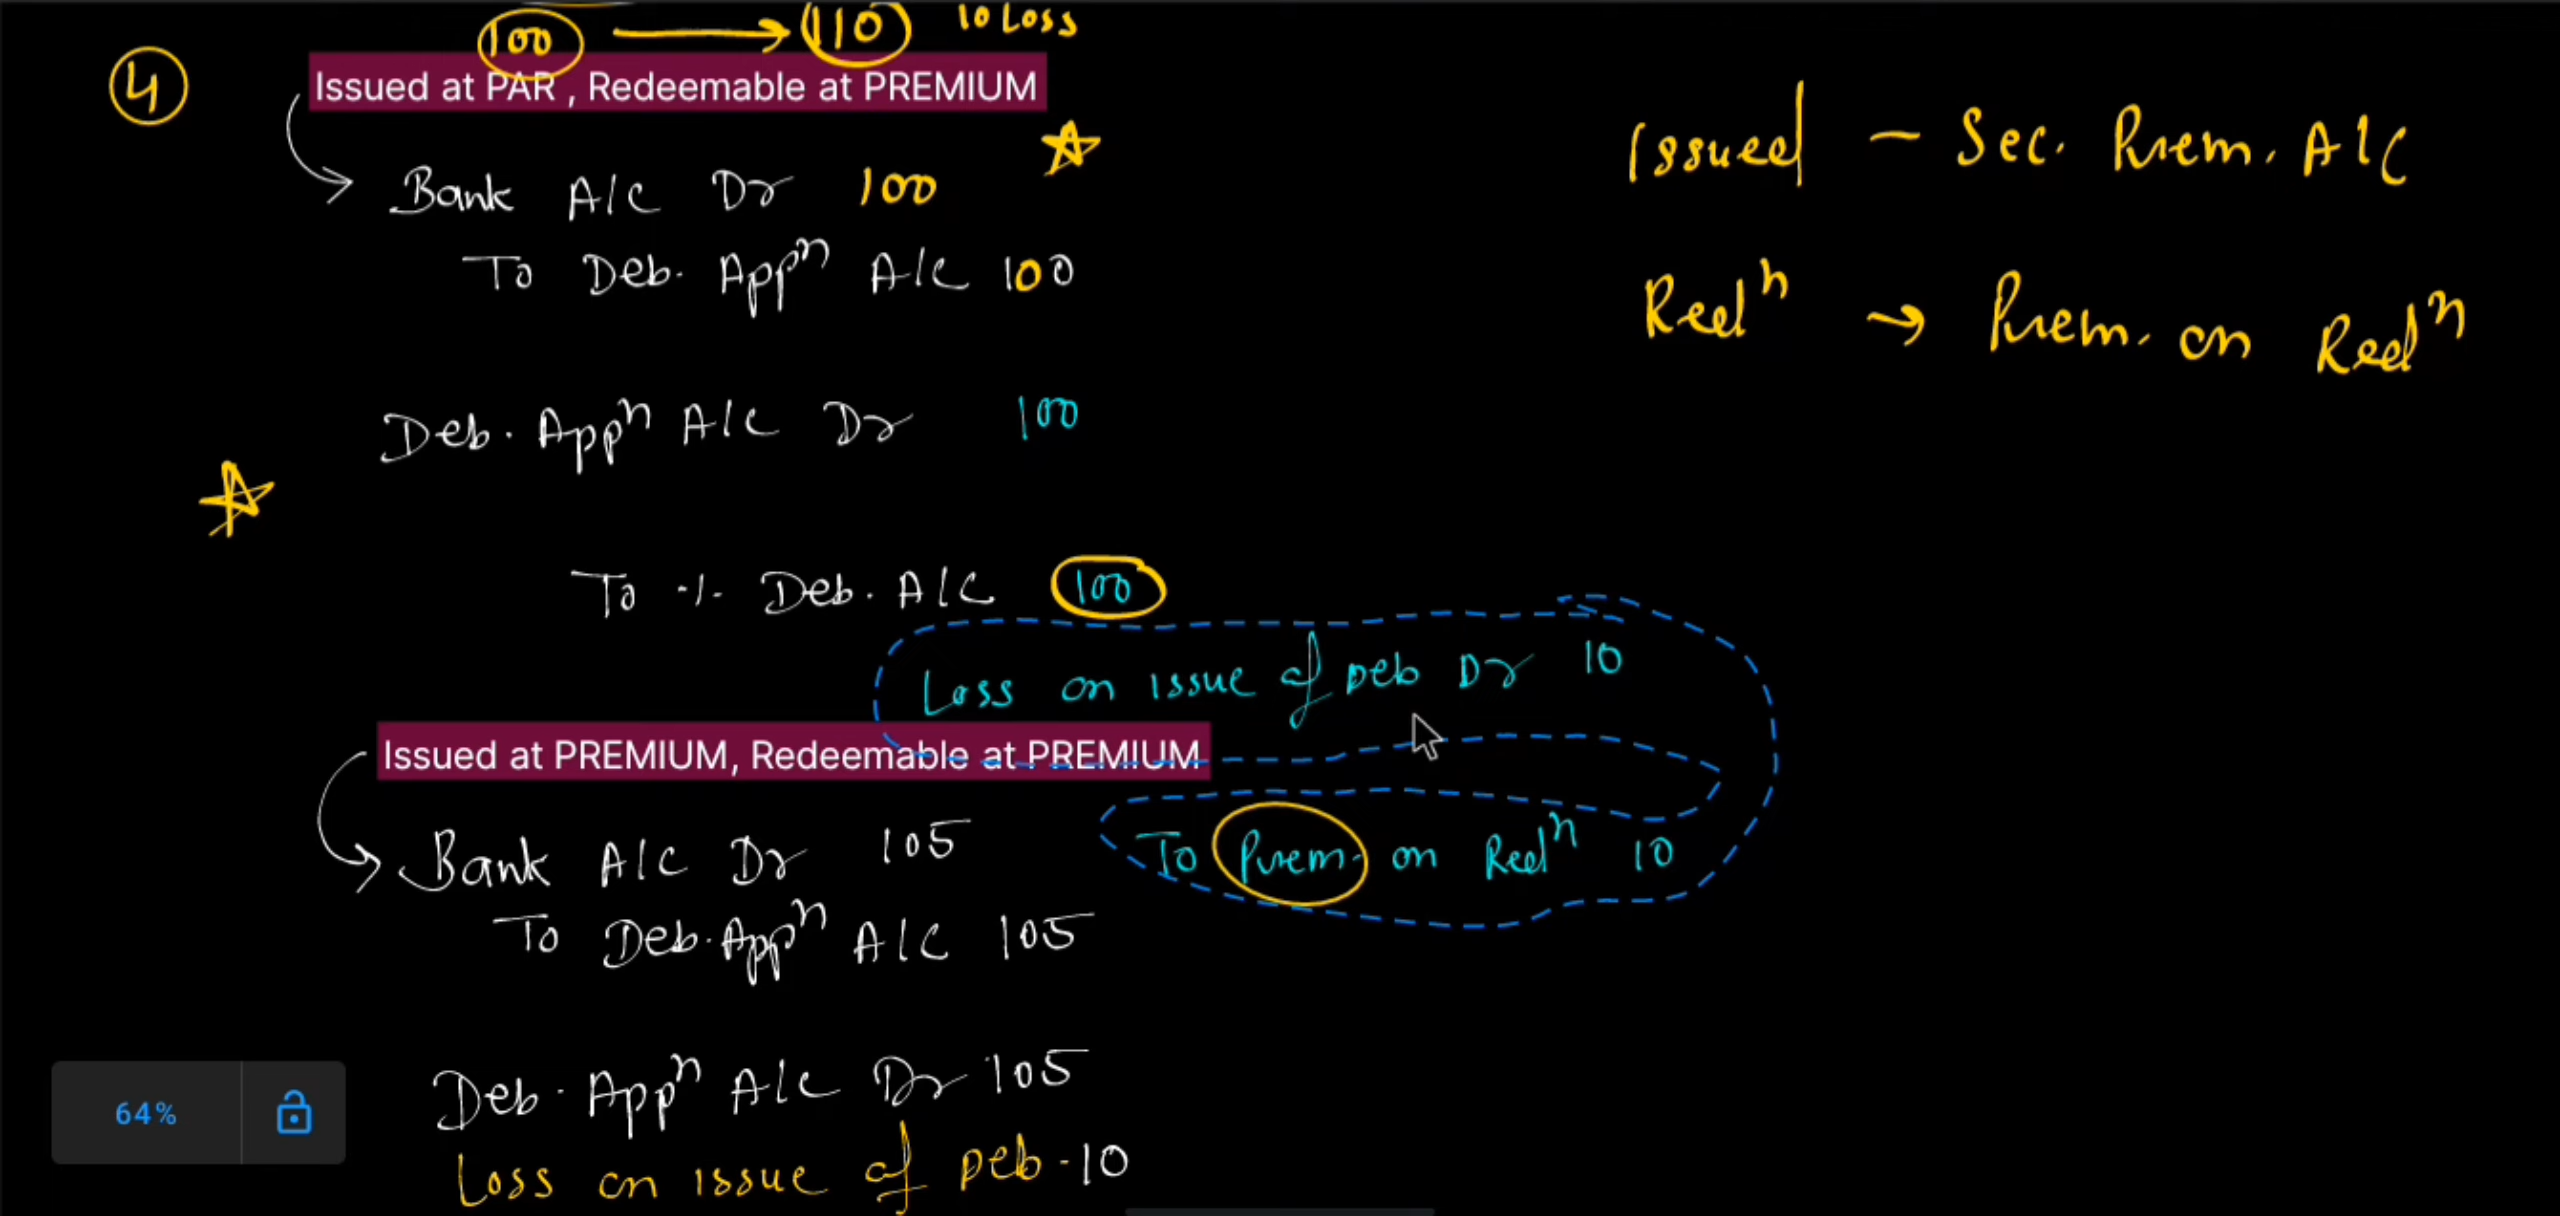 100 → 110 10 Loss
4 Issued at PAR , Redeemable at PREMIUM
Bank A/c Dr 100
To Deb. Appⁿ A/c 100
Deb. Appⁿ A/c Dr 100
To ./. Deb. A/c 100
Loss on issue of Deb Dr 10
To Prem. on Redⁿ 10
Issued at PREMIUM, Redeemable at PREMIUM
Bank A/c Dr 105
To Deb. Appⁿ A/c 105
Deb. Appⁿ A/c Dr 105
Loss on issue of Deb. 10
Issued - Sec. Prem. A/c
Redⁿ → Prem. on Redⁿ
64%